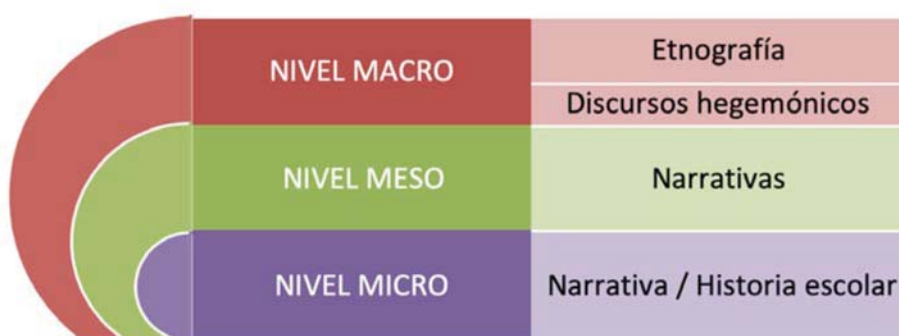 NIVEL MACRO
Etnografía
Discursos hegemónicos
NIVEL MESO
Narrativas
NIVEL MICRO
Narrativa / Historia escolar